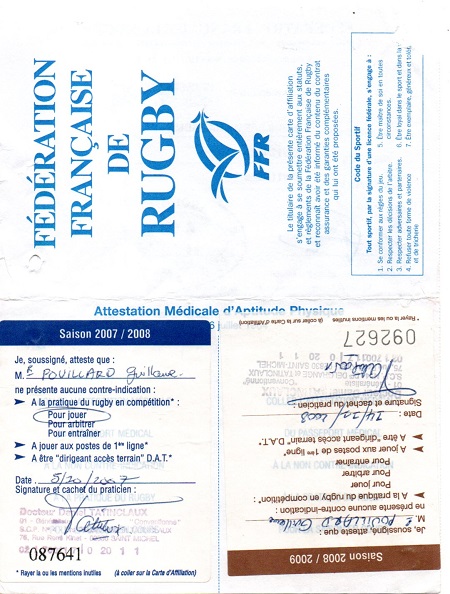 FÉDÉRATION
FRANÇAISE
DE
RUGBY
FFR
Le titulaire de la présente carte d'affiliation
s'engage à se soumettre entièrement aux statuts,
et règlements de la Fédération Française de Rugby
et reconnaît avoir été informé du contenu du contrat
assurance et des garanties complémentaires
qui lui ont été proposées.
Code du Sportif
Tout sportif, par la signature d'une licence fédérale, s'engage à :
1. Se conformer aux règles du jeu.
2. Respecter les décisions de l'arbitre.
3. Respecter adversaires et partenaires.
4. Refuser toute forme de violence
et de tricherie
5. Etre maître de soi en toutes
circonstances.
6. Etre loyal dans le sport et dans la
7. Etre exemplaire, généreux et tolé
Attestation Médicale d'Aptitude Physique
Saison 2007 / 2008
Je, soussigné, atteste que :
M. POUILLARD Guillaume
ne présente aucune contre-indication :
A la pratique du rugby en compétition* :
Pour jouer
Pour arbitrer
Pour entraîner
A jouer aux postes de 1ère ligne*
A être "dirigeant accès terrain" D.A.T.*
Date 5/20/2007
Signature et cachet du praticien :
Docteur Daniel TATINCLAUX
087641
* Rayer la ou les mentions inutiles (à coller sur la Carte d'Affiliation)
Saison 2008 / 2009
Je, soussigné, atteste que :
M. POUILLARD Guillaume
ne présente aucune contre-indication :
A la pratique du rugby en compétition* :
Pour jouer
Pour arbitrer
Pour entraîner
A jouer aux postes de 1ère ligne*
A être "dirigeant accès terrain" D.A.T.*
Date :
Signature et cachet du praticien :
092627
* Rayer la ou les mentions inutiles (à coller sur la Carte d'Affiliation)